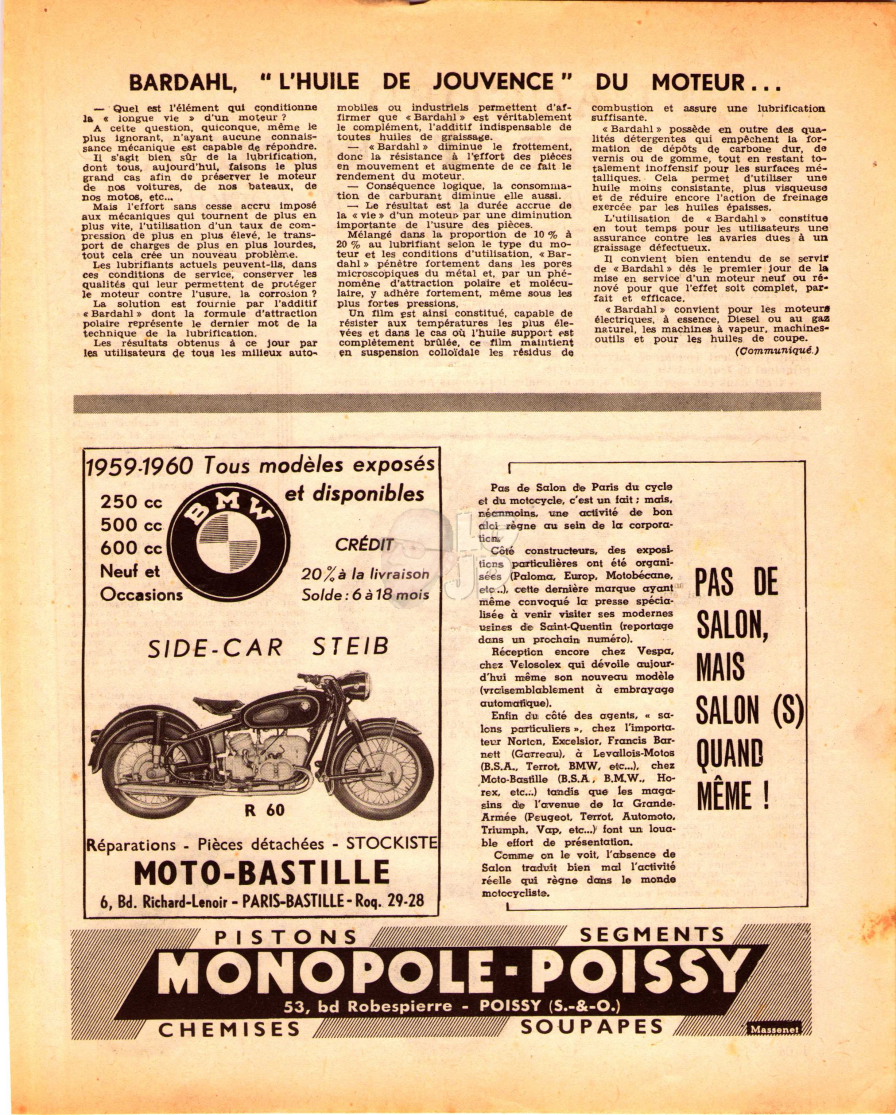 BARDAHL, " L'HUILE DE JOUVENCE " DU MOTEUR...
— Quel est l'élément qui conditionne
la « longue vie » d'un moteur ?
A cette question, quiconque, même le
plus ignorant, n'ayant aucune connais-
sance mécanique est capable de répondre.
Il s'agit bien sûr de la lubrification,
dont tous, aujourd'hui, faisons le plus
grand cas afin de préserver le moteur
de nos voitures, de nos bateaux, de
nos motos, etc...
Mais l'effort sans cesse accru imposé
aux mécaniques qui tournent de plus en
plus vite, l'utilisation d'un taux de com-
pression de plus en plus élevé, le trans-
port de charges de plus en plus lourdes,
tout cela crée un nouveau problème.
Les lubrifiants actuels peuvent-ils, dans
ces conditions de service, conserver les
qualités qui leur permettent de protéger
le moteur contre l'usure, la corrosion ?
La solution est fournie par l'additif
« Bardahl » dont la formule d'attraction
polaire représente le dernier mot de la
technique de la lubrification.
Les résultats obtenus à ce jour par
les utilisateurs de tous les milieux auto-
mobiles ou industriels permettent d'af-
firmer que « Bardahl » est véritablement
le complément, l'additif indispensable de
toutes huiles de graissage.
— « Bardahl » diminue le frottement,
donc la résistance à l'effort des pièces
en mouvement et augmente de ce fait le
rendement du moteur.
— Conséquence logique, la consomma-
tion de carburant diminue elle aussi.
— Le résultat est la durée accrue de
la « vie » d'un moteur par une diminution
importante de l'usure des pièces.
Mélangé dans la proportion de 10 % à
20 % au lubrifiant selon le type du mo-
teur et les conditions d'utilisation, « Bar-
dahl » pénètre fortement dans les pores
microscopiques du métal et, par un phé-
nomène d'attraction polaire et molécu-
laire, y adhère fortement, même sous les
plus fortes pressions.
Un film est ainsi constitué, capable de
résister aux températures les plus éle-
vées et dans le cas où l'huile support est
complètement brûlée, ce film maintient
en suspension colloïdale les résidus de
combustion et assure une lubrification
suffisante.
« Bardahl » possède en outre des qua-
lités détergentes qui empêchent la for-
mation de dépôts de carbone dur, de
vernis ou de gomme, tout en restant to-
talement inoffensif pour les surfaces mé-
talliques. Cela permet d'utiliser une
huile moins consistante, plus visqueuse
et de réduire encore l'action de freinage
exercée par les huiles épaisses.
L'utilisation de « Bardahl » constitue
en tout temps pour les utilisateurs une
assurance contre les avaries dues à un
graissage défectueux.
Il convient bien entendu de se servir
de « Bardahl » dès le premier jour de la
mise en service d'un moteur neuf ou ré-
nové pour que l'effet soit complet, par-
fait et efficace.
« Bardahl » convient pour les moteurs
électriques, à essence, Diesel ou au gaz
naturel, les machines à vapeur, machines-
outils et pour les huiles de coupe.
(Communiqué.)
1959-1960 Tous modèles exposés
et disponibles
250 cc
500 cc
600 cc
Neuf et
Occasions
BMW
CRÉDIT
20% à la livraison
Solde : 6 à 18 mois
SIDE-CAR STEIB
R 60
Réparations - Pièces détachées - STOCKISTE
MOTO-BASTILLE
6, Bd. Richard-Lenoir - PARIS-BASTILLE - Roq. 29-28
Pas de Salon de Paris du cycle
et du motocycle, c'est un fait ; mais,
néanmoins, une activité de bon
aloi règne au sein de la corpora-
tion.
Côté constructeurs, des exposi-
tions particulières ont été organi-
sées (Paloma, Europ, Motobécane,
etc...), cette dernière marque ayant
même convoqué la presse spécia-
lisée à venir visiter ses modernes
usines de Saint-Quentin (reportage
dans un prochain numéro).
Réception encore chez Vespa,
chez Velosolex qui dévoile aujour-
d'hui même son nouveau modèle
(vraisemblablement à embrayage
automatique).
Enfin du côté des agents, « sa-
lons particuliers », chez l'importa-
teur Norton, Excelsior, Francis Bar-
nett (Garreau), à Levallois-Motos
(B.S.A., Terrot, BMW, etc...), chez
Moto-Bastille (B.S.A., B.M.W., Ho-
rex, etc...) tandis que les maga-
sins de l'avenue de la Grande-
Armée (Peugeot, Terrot, Automoto,
Triumph, Vap, etc...) font un loua-
ble effort de présentation.
Comme on le voit, l'absence de
Salon traduit bien mal l'activité
réelle qui règne dans le monde
motocycliste.
PAS DE
SALON,
MAIS
SALON (S)
QUAND
MÊME !
PISTONS SEGMENTS
MONOPOLE-POISSY
53, bd Robespierre - POISSY (S.-&-O.)
CHEMISES SOUPAPES
Massenet